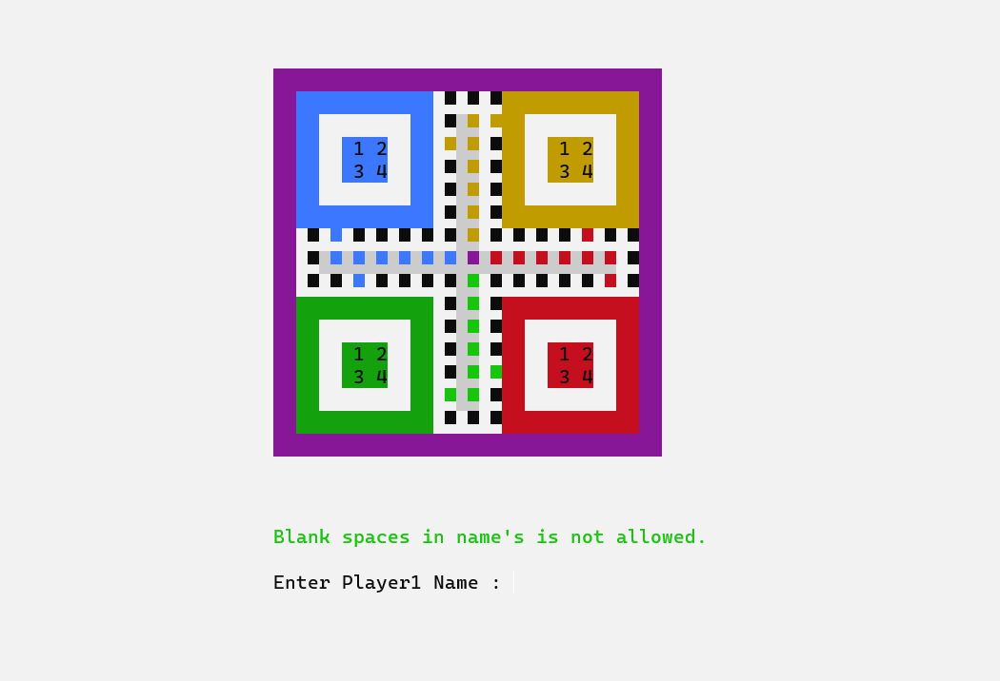 1 2 1 2
3 4 3 4
1 2 1 2
3 4 3 4
Blank spaces in name's is not allowed.
Enter Player1 Name :